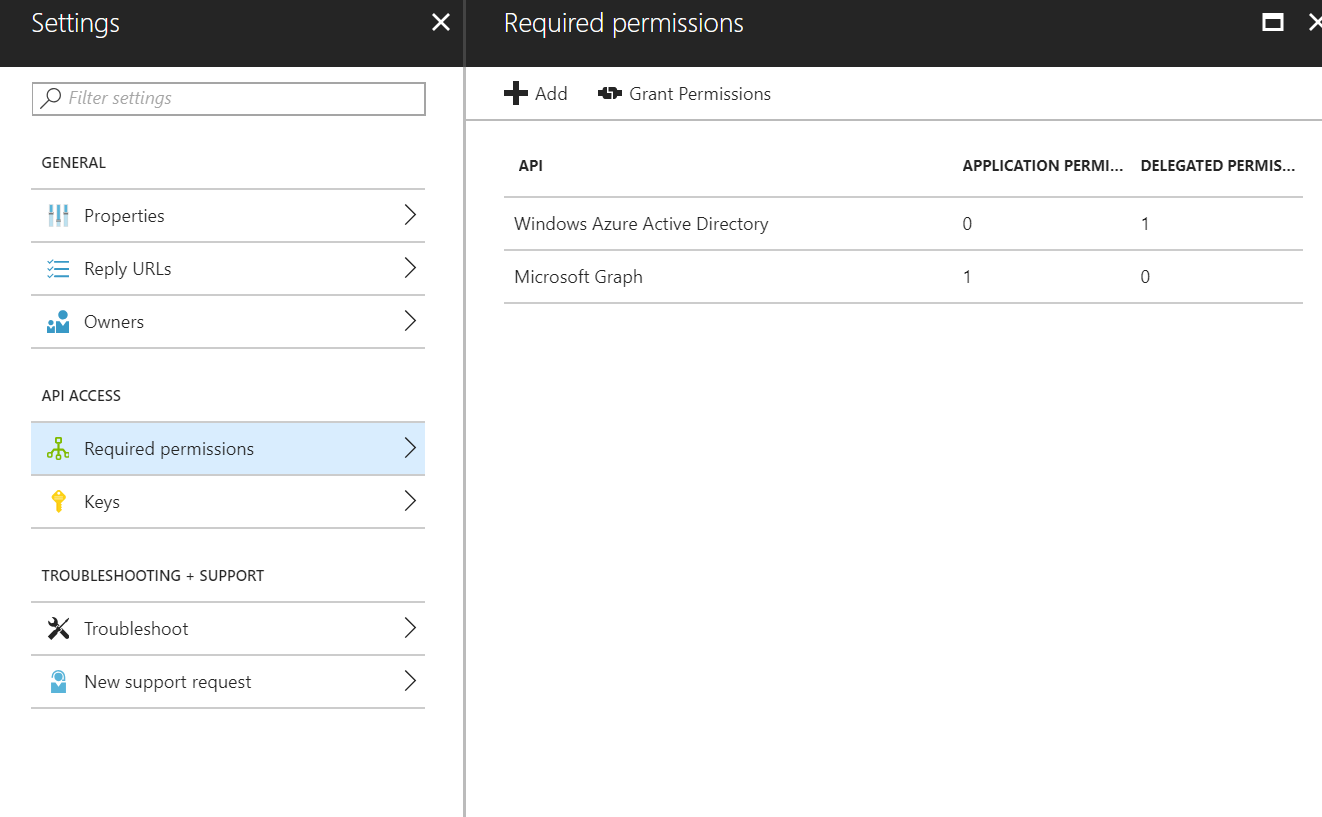 Settings
Filter settings
GENERAL
Properties
Reply URLs
Owners
API ACCESS
Required permissions
Keys
TROUBLESHOOTING + SUPPORT
Troubleshoot
New support request
Required permissions
Add Grant Permissions
API APPLICATION PERMI... DELEGATED PERMIS...
Windows Azure Active Directory 0 1
Microsoft Graph 1 0